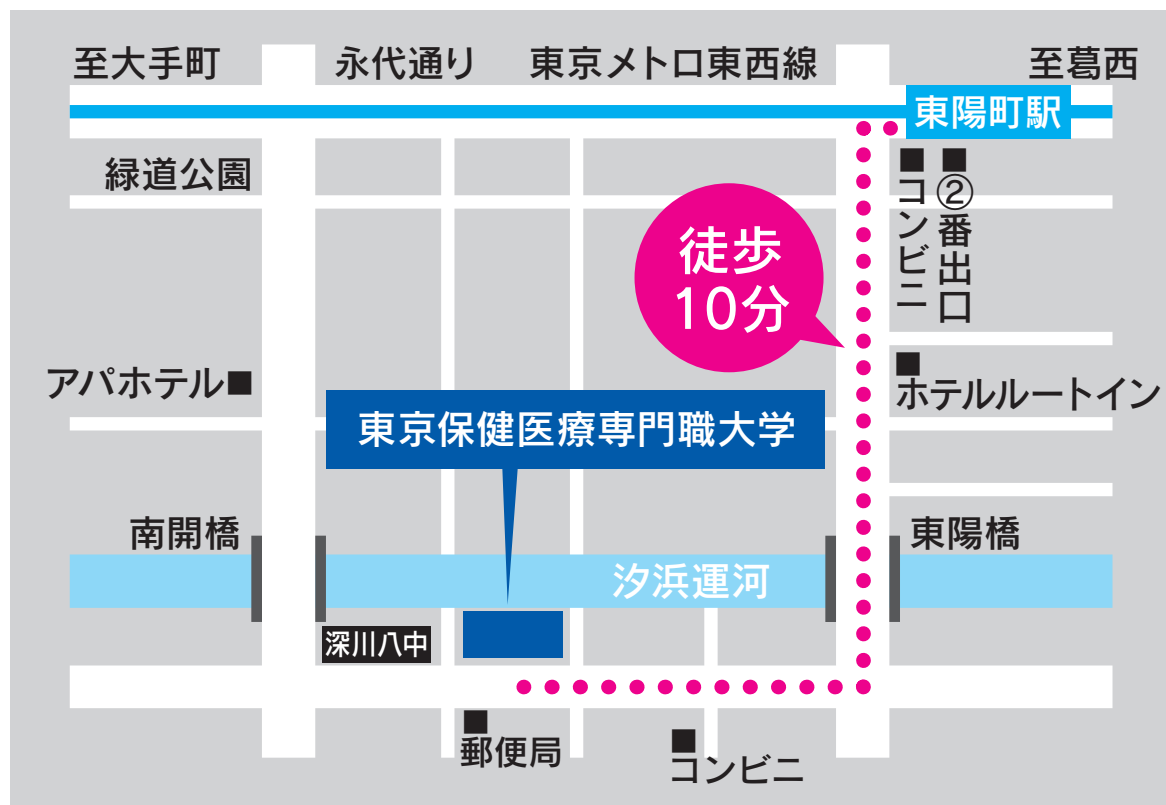 至大手町
永代通り
東京メトロ東西線
至葛西
東陽町駅
緑道公園
コンビニ
②番出口
徒歩
10分
アパホテル
ホテルルートイン
東京保健医療専門職大学
南開橋
東陽橋
汐浜運河
深川八中
郵便局
コンビニ